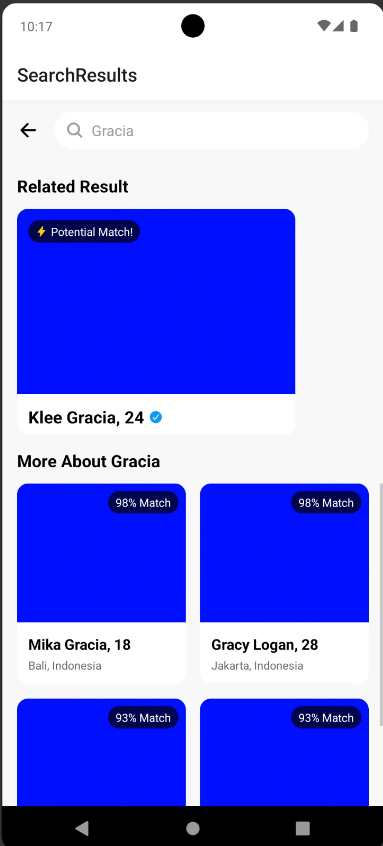 10:17
SearchResults
Gracia
Related Result
Potential Match!
Klee Gracia, 24
More About Gracia
98% Match
98% Match
Mika Gracia, 18
Gracy Logan, 28
Bali, Indonesia
Jakarta, Indonesia
93% Match
93% Match